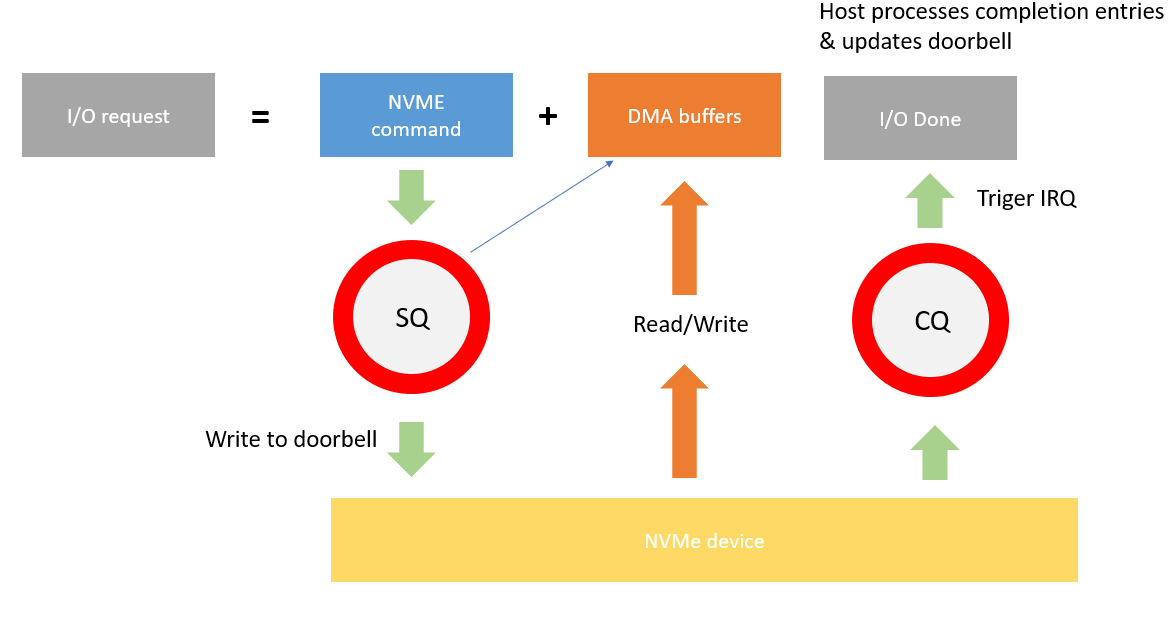 Host processes completion entries
& updates doorbell
I/O request
=
NVME
command
+
DMA buffers
I/O Done
Triger IRQ
SQ
Read/Write
CQ
Write to doorbell
NVMe device